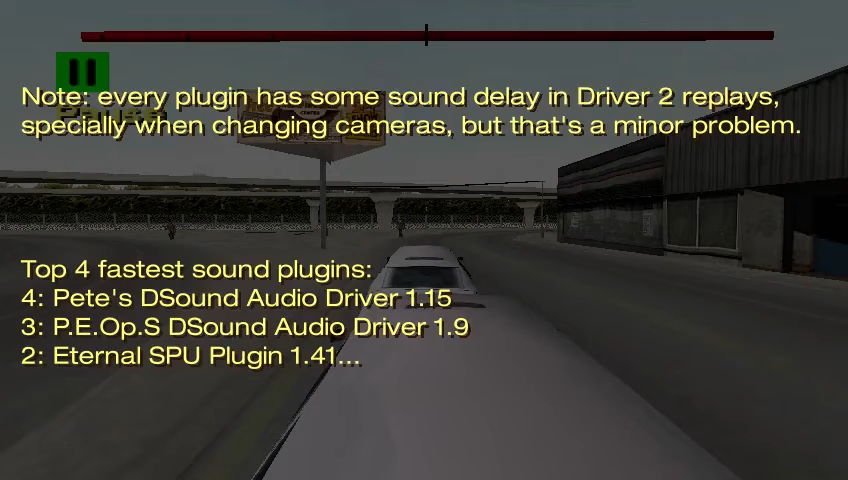 Note: every plugin has some sound delay in Driver 2 replays,
specially when changing cameras, but that's a minor problem.
Top 4 fastest sound plugins:
4: Pete's DSound Audio Driver 1.15
3: P.E.Op.S DSound Audio Driver 1.9
2: Eternal SPU Plugin 1.41...